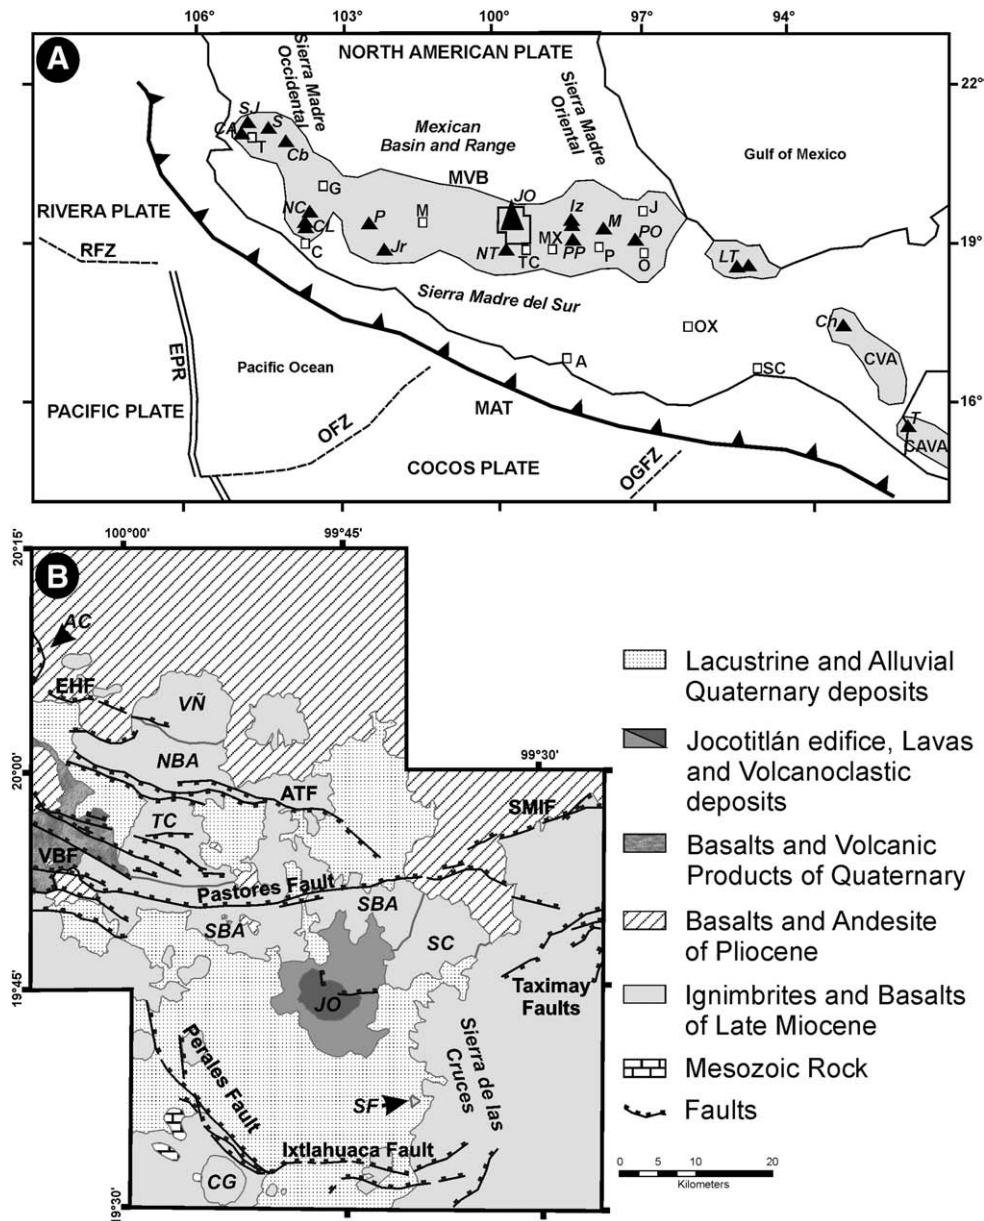 106°
103°
100°
97°
94°
A
NORTH AMERICAN PLATE
Sierra Madre
Occidental
Sierra Madre
Oriental
22°
SJ
S
CA
T
Cb
Mexican
Basin and Range
Gulf of Mexico
MVB
G
JO
Iz
RIVERA PLATE
NC
CL
P
M
M
J
RFZ
C
Jr
NT
TC
MX
PP
P
PO
O
LT
19°
Sierra Madre del Sur
Ch
OX
CVA
EPR
Pacific Ocean
A
SC
PACIFIC PLATE
MAT
16°
T
OFZ
CAVA
COCOS PLATE
OGFZ
100°00'
99°45'
20°15'
B
AC
EHF
VÑ
NBA
20°00'
99°30'
ATF
SMIF
TC
VBF
Pastores Fault
SBA
SBA
SC
19°45'
JO
Taximay
Faults
Perales Fault
Sierra de las
Cruces
SF
Ixtlahuaca Fault
CG
19°30'
Lacustrine and Alluvial
Quaternary deposits
Jocotitlán edifice, Lavas
and Volcanoclastic
deposits
Basalts and Volcanic
Products of Quaternary
Basalts and Andesite
of Pliocene
Ignimbrites and Basalts
of Late Miocene
Mesozoic Rock
Faults
0 5 10 20
Kilometers